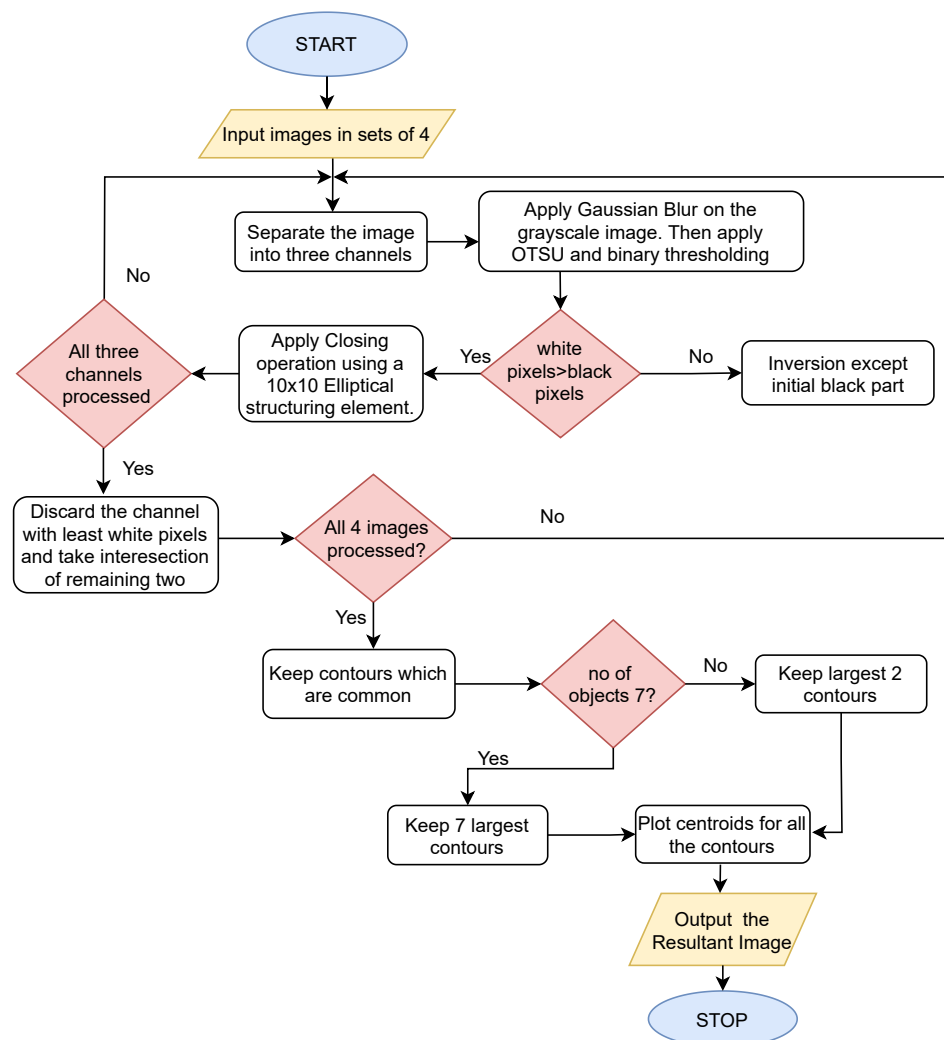 START
Input images in sets of 4
Separate the image
into three channels
Apply Gaussian Blur on the
grayscale image. Then apply
OTSU and binary thresholding
No
All three
channels
processed
Apply Closing
operation using a
10x10 Elliptical
structuring element.
Yes
white
pixels>black
pixels
No
Inversion except
initial black part
Yes
Discard the channel
with least white pixels
and take interesection
of remaining two
All 4 images
processed?
No
Yes
Keep contours which
are common
no of
objects 7?
No
Keep largest 2
contours
Yes
Keep 7 largest
contours
Plot centroids for all
the contours
Output the
Resultant Image
STOP